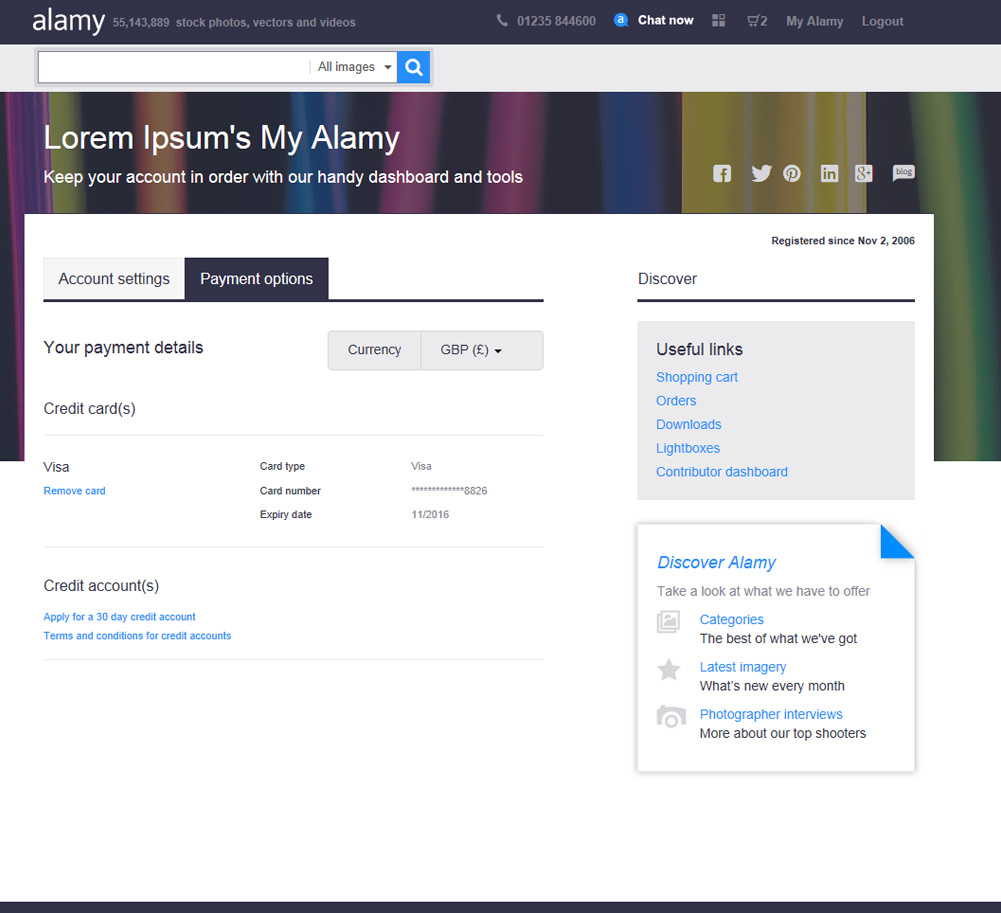 alamy 55,143,889 stock photos, vectors and videos
01235 844600
a Chat now
2
My Alamy
Logout
All images
Lorem Ipsum's My Alamy
Keep your account in order with our handy dashboard and tools
in
g+
blog
Registered since Nov 2, 2006
Account settings
Payment options
Discover
Your payment details
Currency
GBP (£)
Useful links
Shopping cart
Orders
Downloads
Lightboxes
Contributor dashboard
Credit card(s)
Visa
Remove card
Card type Visa
Card number *************8826
Expiry date 11/2016
Credit account(s)
Apply for a 30 day credit account
Terms and conditions for credit accounts
Discover Alamy
Take a look at what we have to offer
Categories
The best of what we've got
Latest imagery
What's new every month
Photographer interviews
More about our top shooters